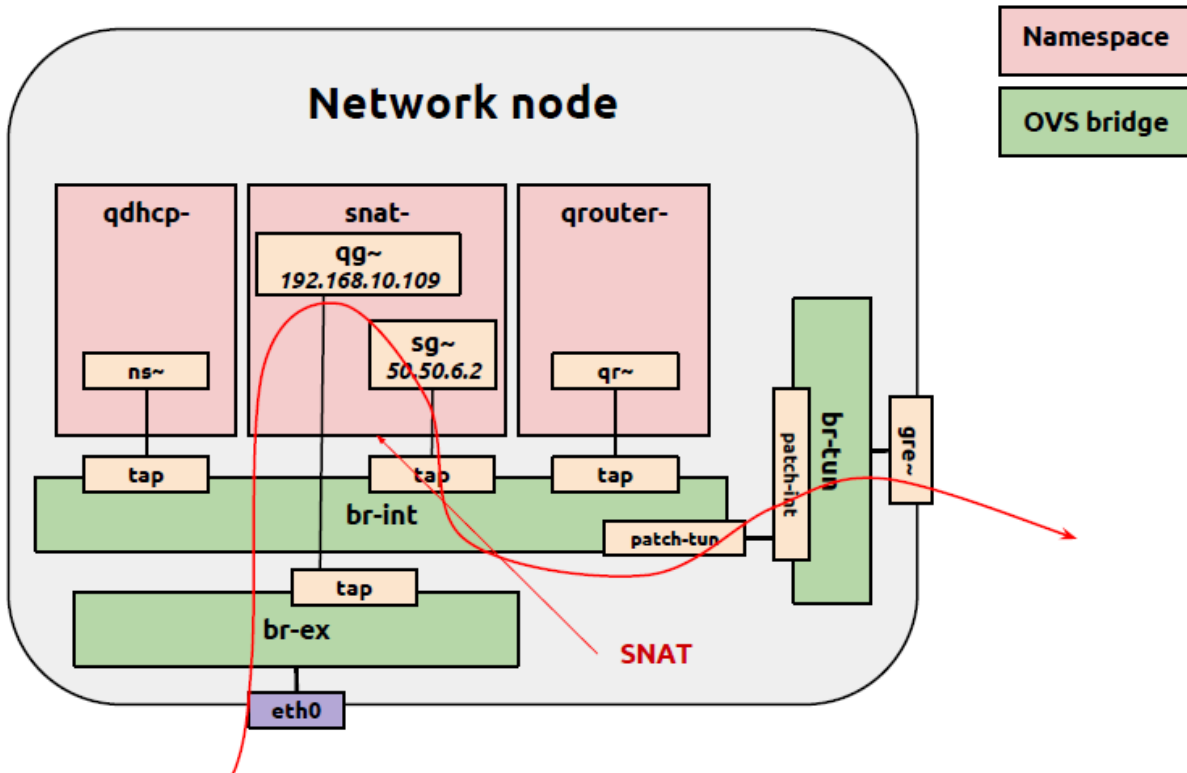 Namespace
OVS bridge
Network node
qdhcp-
snat-
qrouter-
qg~
192.168.10.109
sg~
50.50.6.2
ns~
qr~
tap
tap
tap
br-int
patch-tun
patch-int
br-tun
gre~
tap
br-ex
SNAT
eth0